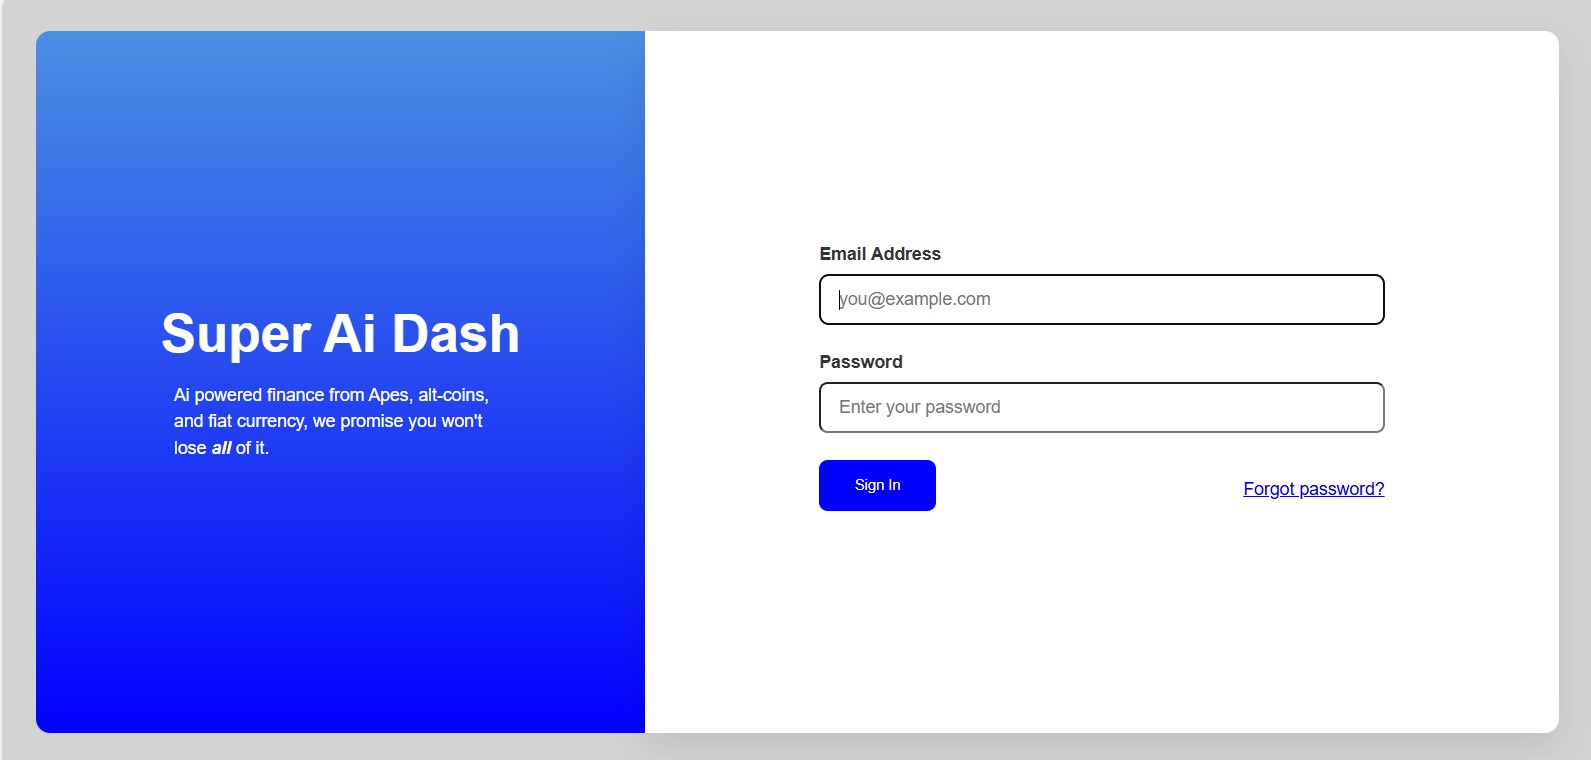 Super Ai Dash
Ai powered finance from Apes, alt-coins,
and fiat currency, we promise you won't
lose all of it.
Email Address
you@example.com
Password
Enter your password
Sign In
Forgot password?